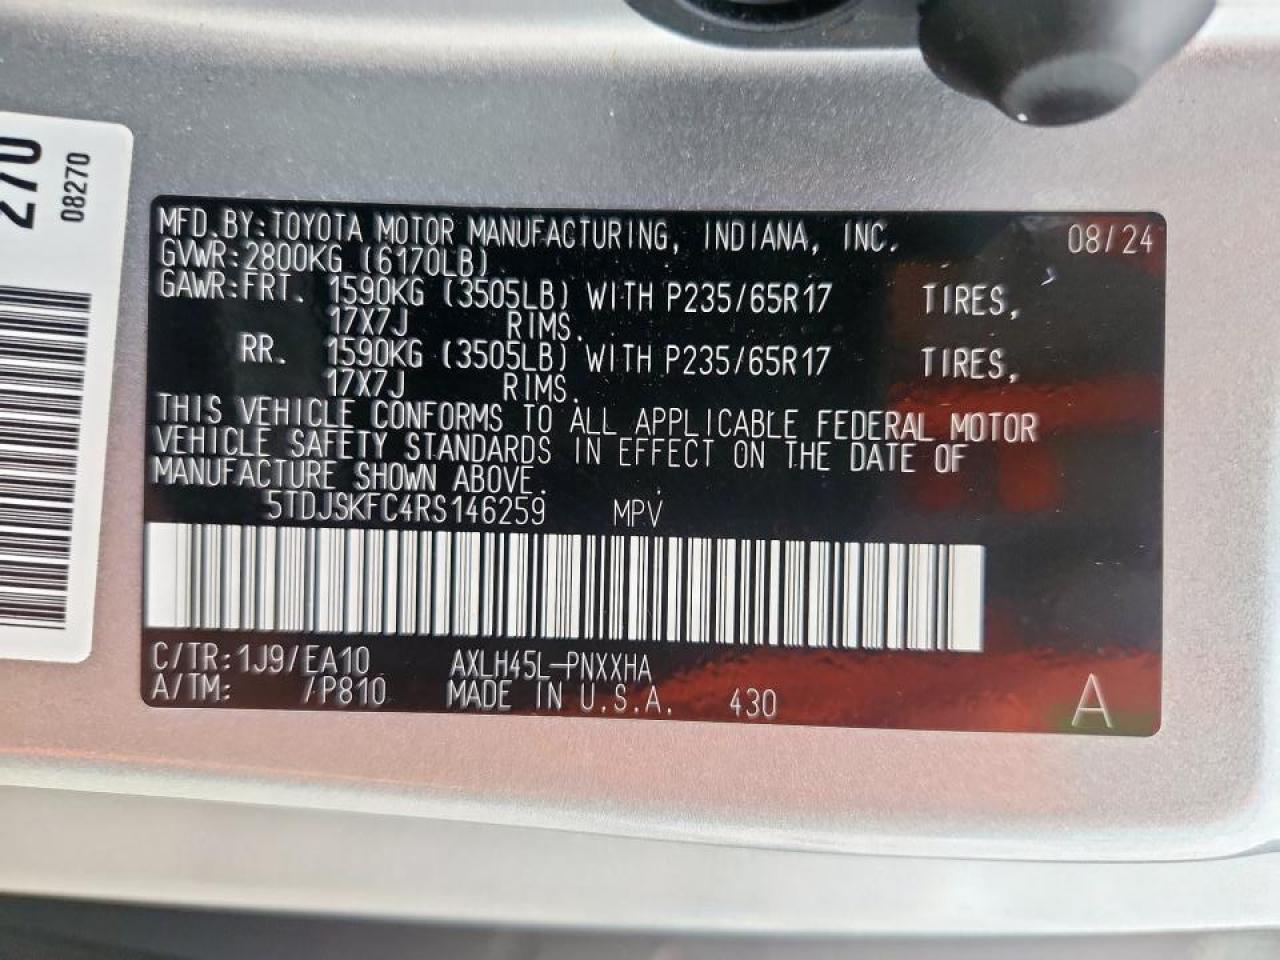 270
08270
MFD.BY:TOYOTA MOTOR MANUFACTURING, INDIANA, INC. 08/24
GVWR:2800KG (6170LB)
GAWR:FRT. 1590KG (3505LB) WITH P235/65R17 TIRES,
17X7J RIMS.
RR. 1590KG (3505LB) WITH P235/65R17 TIRES,
17X7J RIMS.
THIS VEHICLE CONFORMS TO ALL APPLICABLE FEDERAL MOTOR
VEHICLE SAFETY STANDARDS IN EFFECT ON THE DATE OF
MANUFACTURE SHOWN ABOVE.
5TDJSKFC4RS146259 MPV
C/TR:1J9/EA10 AXLH45L-PNXXHA
A/TM: /P810 MADE IN U.S.A. 430 A